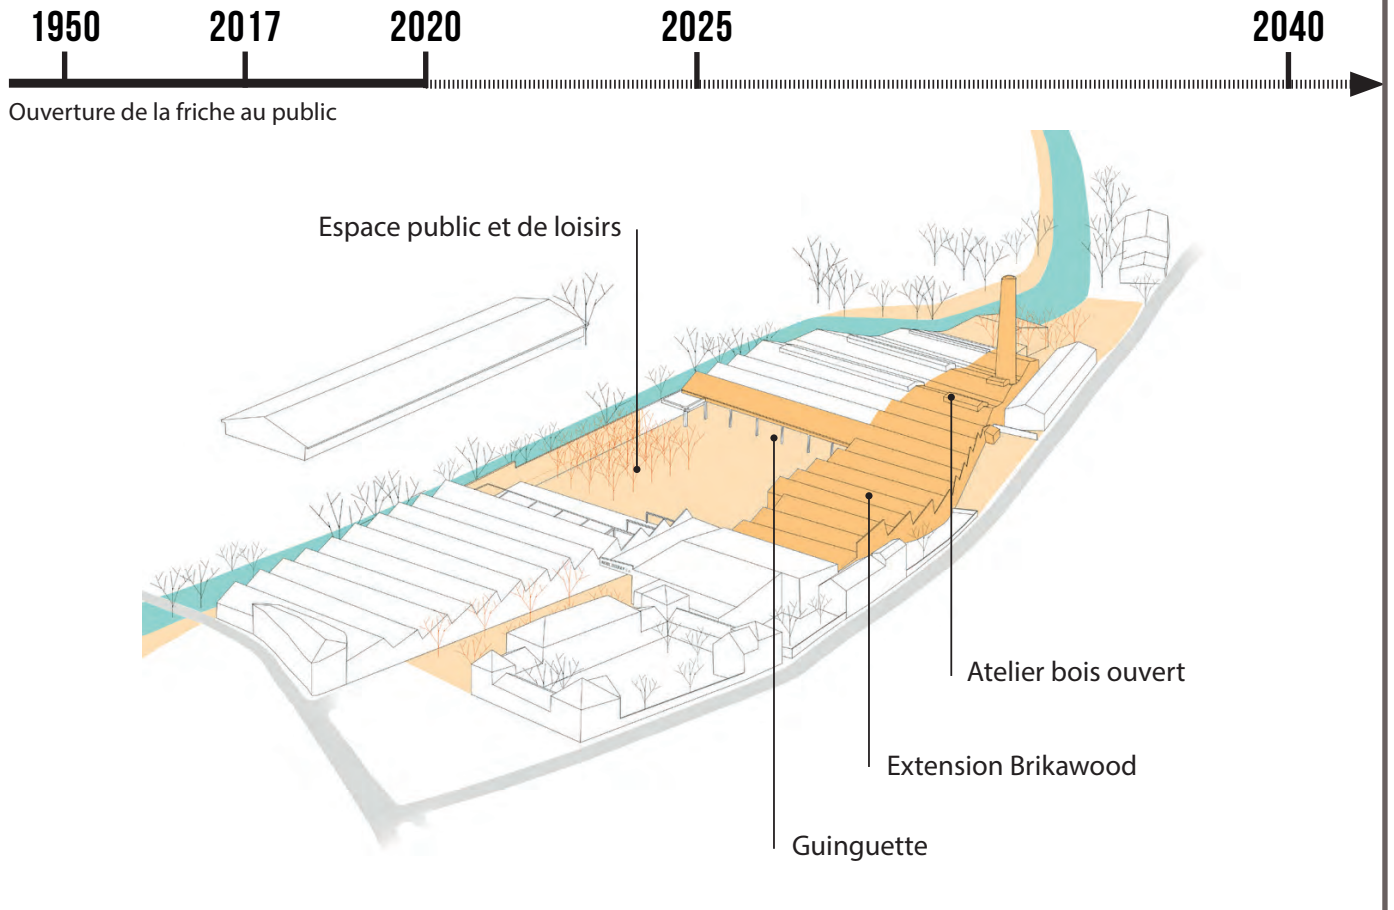 1950 2017 2020 2025 2040
Ouverture de la friche au public
Espace public et de loisirs
Atelier bois ouvert
Extension Brikawood
Guinguette